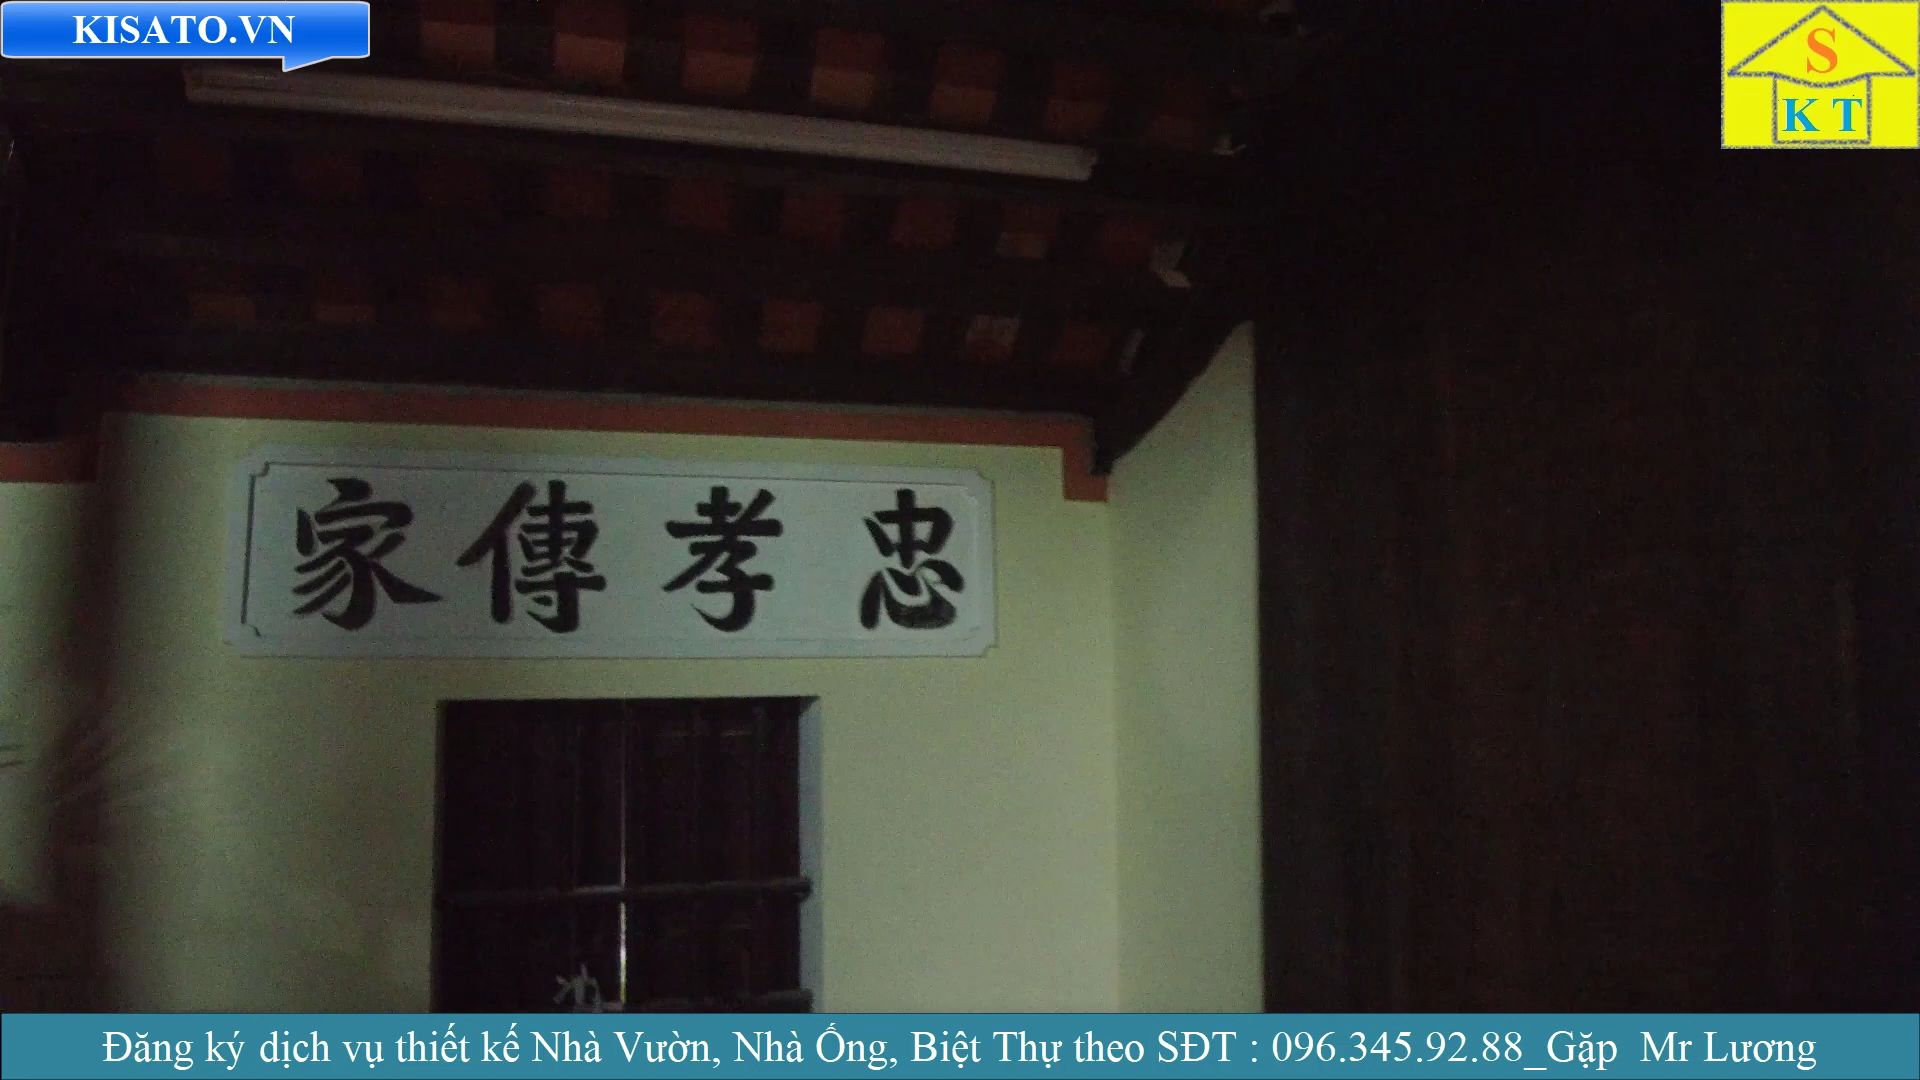 KISATO.VN
S
K T
忠孝傳家
Đăng ký dịch vụ thiết kế Nhà Vườn, Nhà Ống, Biệt Thự theo SĐT : 096.345.92.88_Gặp Mr Lương